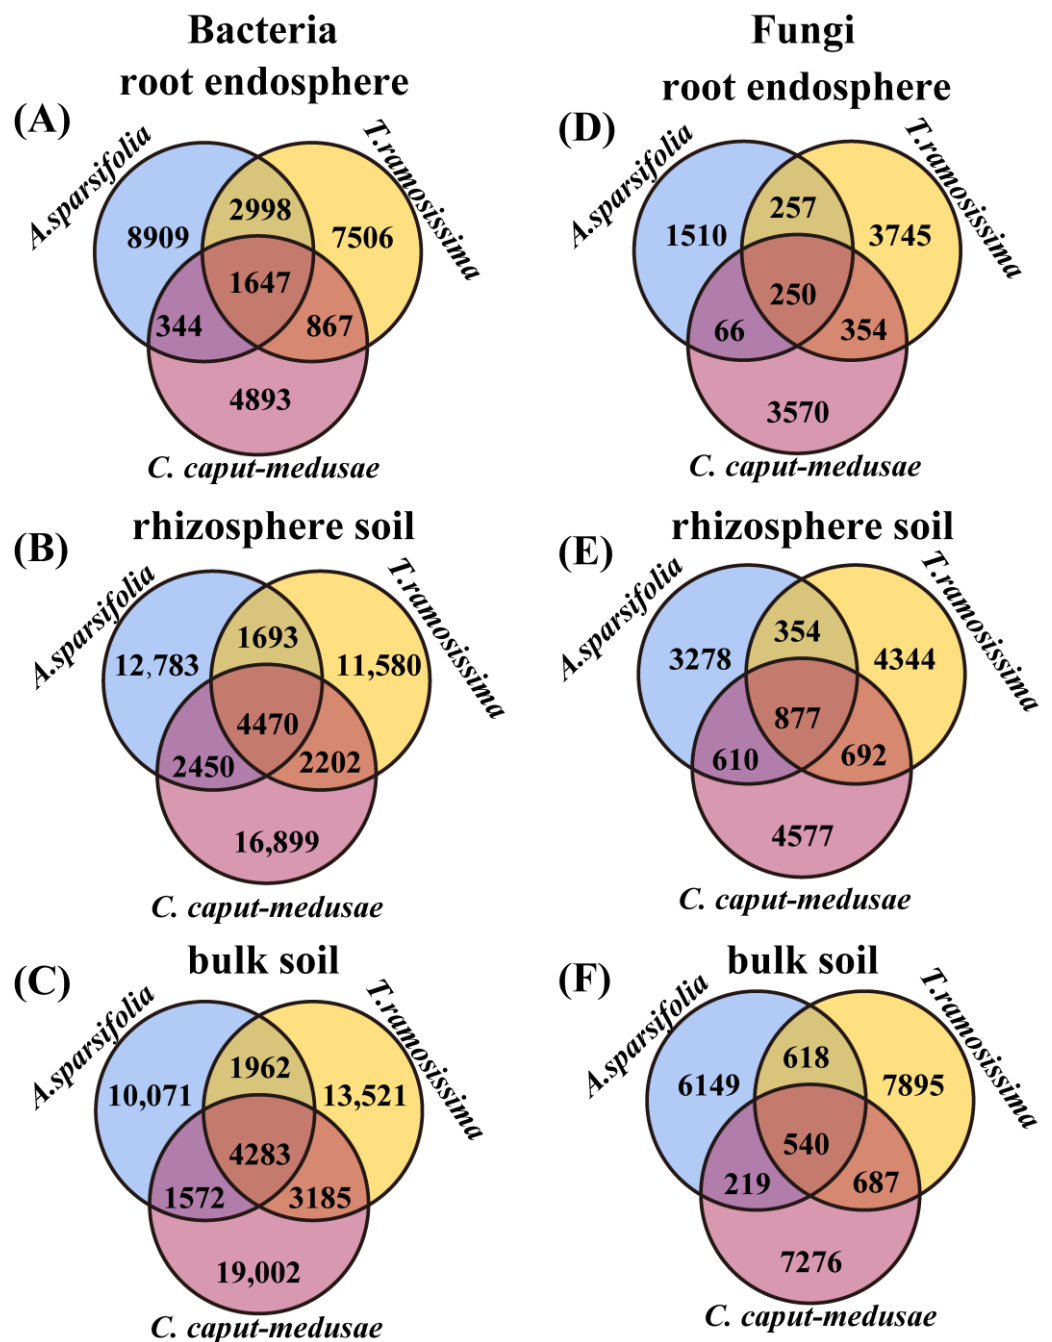 Bacteria
root endosphere
(A)
A.sparsifolia
T.ramosissima
2998
8909
7506
1647
344
867
4893
C. caput-medusae
rhizosphere soil
(B)
A.sparsifolia
T.ramosissima
1693
12,783
11,580
4470
2450
2202
16,899
C. caput-medusae
bulk soil
(C)
A.sparsifolia
T.ramosissima
1962
10,071
13,521
4283
1572
3185
19,002
C. caput-medusae
Fungi
root endosphere
(D)
A.sparsifolia
T.ramosissima
257
1510
3745
250
66
354
3570
C. caput-medusae
rhizosphere soil
(E)
A.sparsifolia
T.ramosissima
354
3278
4344
877
610
692
4577
C. caput-medusae
bulk soil
(F)
A.sparsifolia
T.ramosissima
618
6149
7895
540
219
687
7276
C. caput-medusae